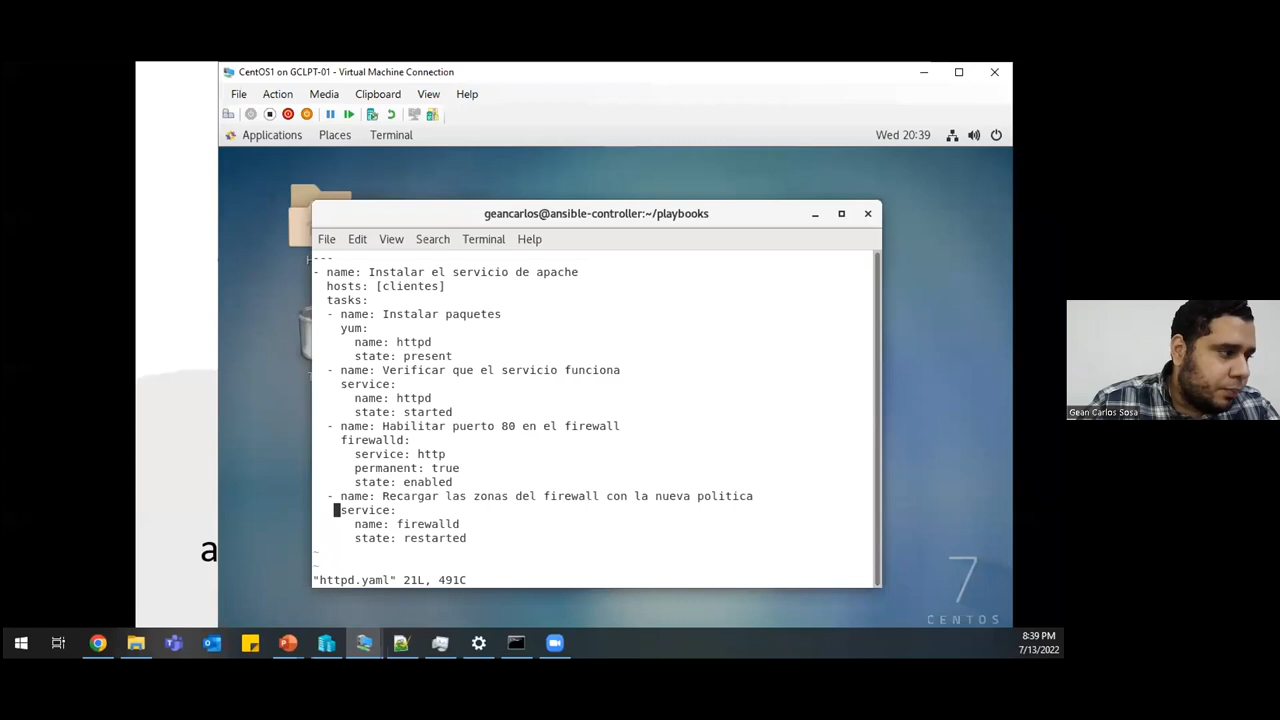 CentOS1 on GCLPT-01 - Virtual Machine Connection
File Action Media Clipboard View Help
Applications Places Terminal Wed 20:39
geancarlos@ansible-controller:~/playbooks
File Edit View Search Terminal Help
---
- name: Instalar el servicio de apache
  hosts: [clientes]
  tasks:
  - name: Instalar paquetes
    yum:
      name: httpd
      state: present
  - name: Verificar que el servicio funciona
    service:
      name: httpd
      state: started
  - name: Habilitar puerto 80 en el firewall
    firewalld:
      service: http
      permanent: true
      state: enabled
  - name: Recargar las zonas del firewall con la nueva politica
    service:
      name: firewalld
      state: restarted
~
~
"httpd.yaml" 21L, 491C
a
7
CENTOS
Gean Carlos Sosa
8:39 PM
7/13/2022